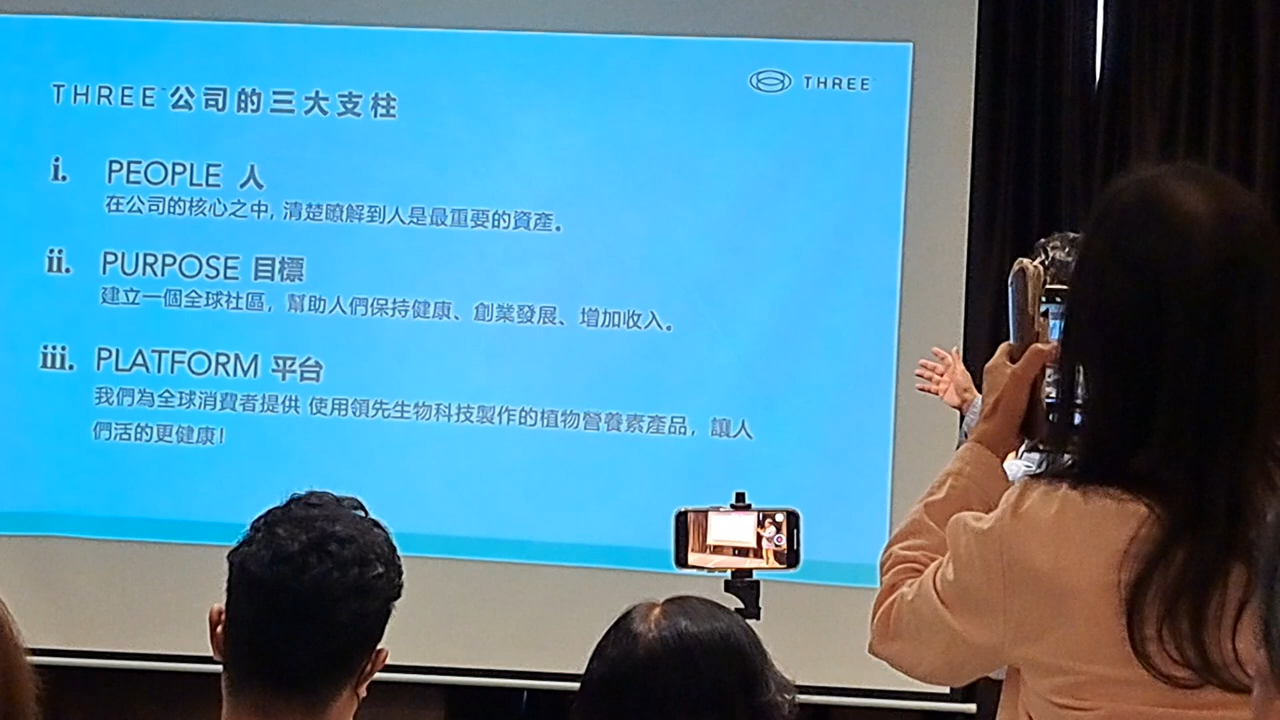 THREE™公司的三大支柱
THREE
i. PEOPLE 人
在公司的核心之中, 清楚瞭解到人是最重要的資產。
ii. PURPOSE 目標
建立一個全球社區，幫助人們保持健康、創業發展、增加收入。
iii. PLATFORM 平台
我們為全球消費者提供 使用領先生物科技製作的植物營養素產品，讓人
們活的更健康!